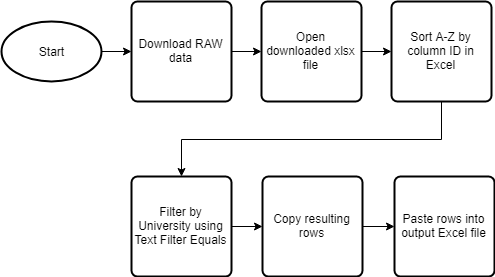 Start
Download RAW
data
Open
downloaded xlsx
file
Sort A-Z by
column ID in
Excel
Filter by
University using
Text Filter Equals
Copy resulting
rows
Paste rows into
output Excel file